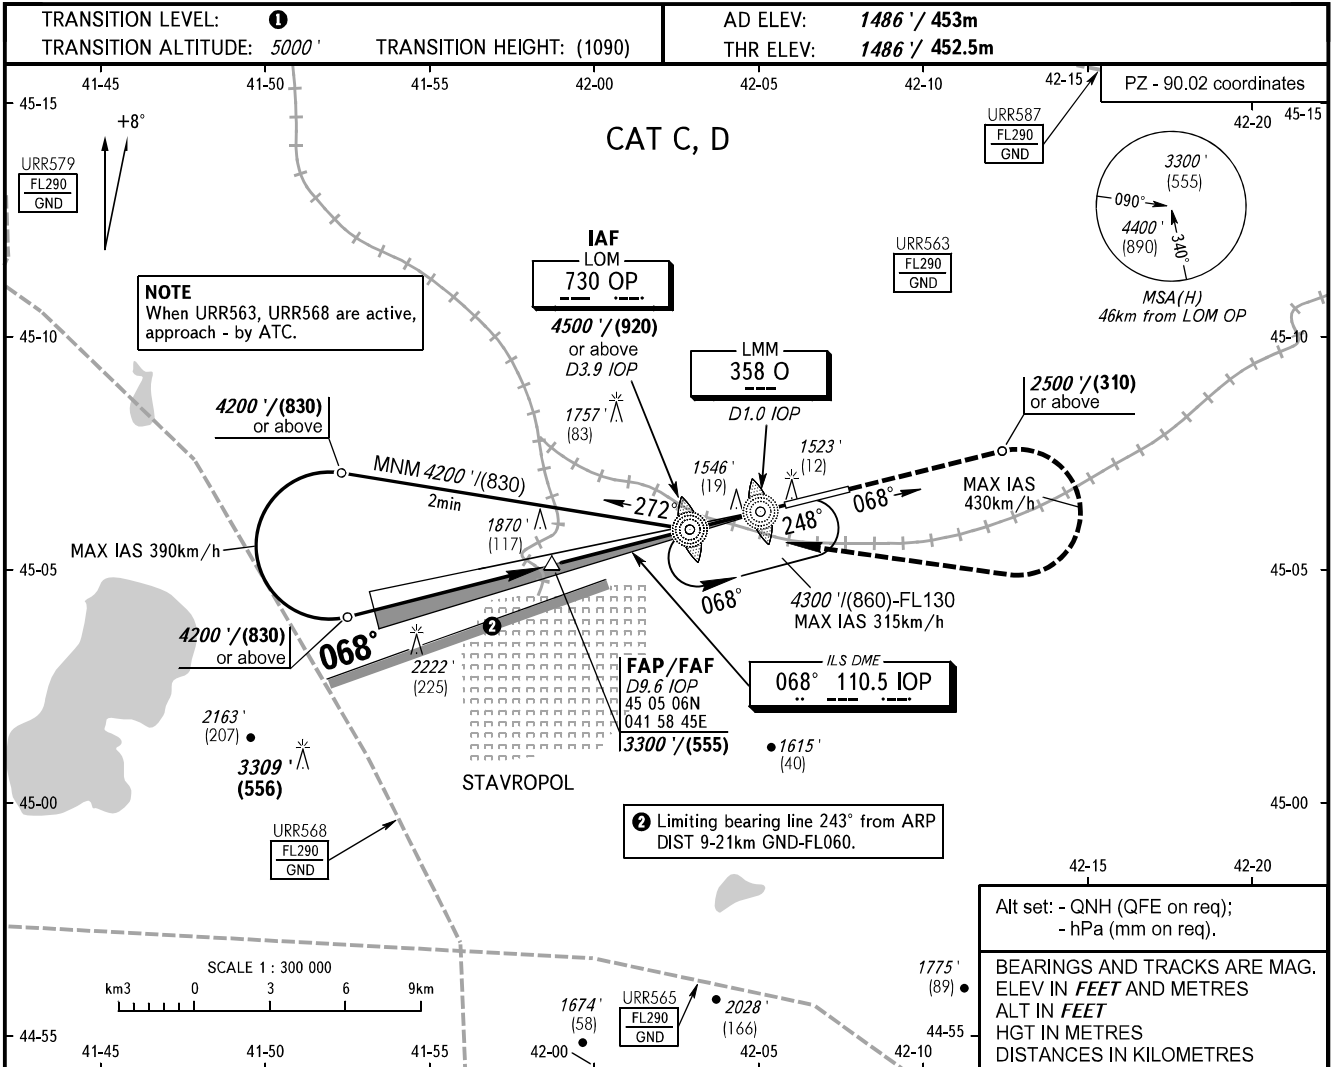 TRANSITION LEVEL: ❶
TRANSITION ALTITUDE: 5000 ' TRANSITION HEIGHT: (1090)
AD ELEV: 1486 '/ 453m
THR ELEV: 1486 '/ 452.5m
41-45 41-50 41-55 42-00 42-05 42-10 42-15
PZ - 90.02 coordinates
45-15
42-20 45-15
+8°
CAT C, D
URR587
FL290
GND
URR579
FL290
GND
3300 '
(555)
090°
4400 '
(890)
340°
MSA(H)
46km from LOM OP
URR563
FL290
GND
IAF
LOM
730 OP
4500 '/(920)
or above
D3.9 IOP
NOTE
When URR563, URR568 are active,
approach - by ATC.
45-10
45-10
LMM
358 O
D1.0 IOP
2500 '/(310)
or above
4200 '/(830)
or above
1757 '
(83)
1523 '
(12)
1546 '
(19)
MNM 4200 '/(830)
2min
272°
068°
MAX IAS
430km/h
248°
1870 '
(117)
MAX IAS 390km/h
45-05
45-05
068°
4300 '/(860)-FL130
MAX IAS 315km/h
4200 '/(830)
or above
068°
❷
2222 '
(225)
FAP/FAF
D9.6 IOP
45 05 06N
041 58 45E
3300 '/(555)
ILS DME
068° 110.5 IOP
2163 '
(207)
3309 '
(556)
1615 '
(40)
STAVROPOL
45-00
45-00
❷ Limiting bearing line 243° from ARP
DIST 9-21km GND-FL060.
URR568
FL290
GND
42-15 42-20
Alt set: - QNH (QFE on req);
- hPa (mm on req).
SCALE 1 : 300 000
km3 0 3 6 9km
1775 '
(89)
BEARINGS AND TRACKS ARE MAG.
ELEV IN FEET AND METRES
ALT IN FEET
HGT IN METRES
DISTANCES IN KILOMETRES
1674 '
(58)
URR565
FL290
GND
2028 '
(166)
44-55
44-55
41-45 41-50 41-55 42-00 42-05 42-10